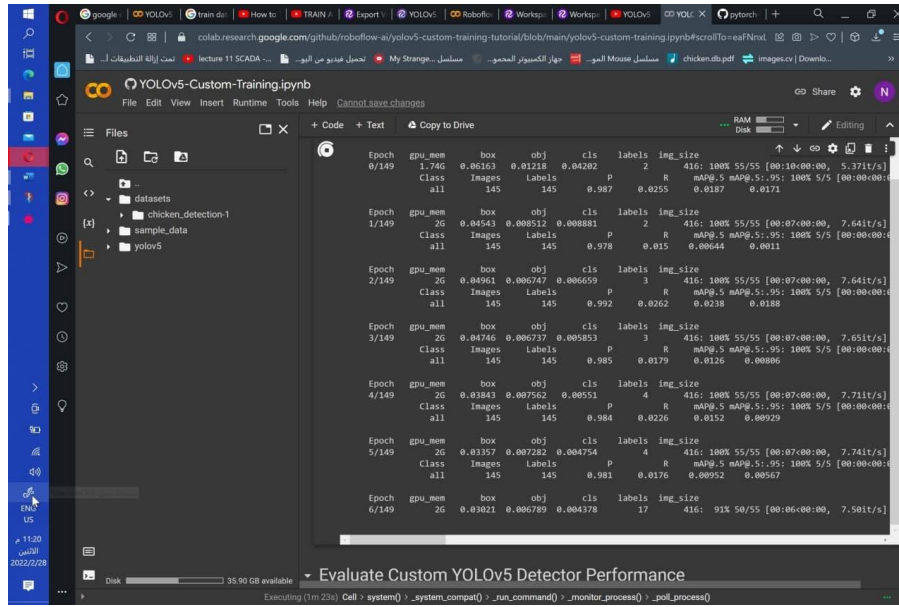 google c
YOLOv5
google
train dat
How to
TRAIN A
Export V
YOLOv5
Roboflo
Workspa
Workspa
YOLOV5
YOLO
pytorch
colab.research.google.com/github/roboflow-ai/yolov5-custom-training-tutorial/blob/main/yolov5-custom-training.ipynb#scrollTo=eaFNnxl
تمت إزالة التطبيقات أ...
lecture 11 SCADA -...
تحميل فيديو من اليو...
My Strange... مسلسل
جهاز الكمبيوتر المحمو...
المو... Mouse مسلسل
chicken.db.pdf
images.cv | Downlo...
CO YOLOv5-Custom-Training.ipynb
Share
N
File Edit View Insert Runtime Tools Help Cannot save changes
Files
+ Code + Text Copy to Drive
RAM
Disk
Editing
..
datasets
chicken_detection-1
sample_data
yolov5
{x}
Epoch gpu_mem box obj cls labels img_size
0/149 1.74G 0.06163 0.01218 0.04202 2 416: 100% 55/55 [00:10<00:00, 5.37it/s]
Class Images Labels P R mAP@.5 mAP@.5:.95: 100% 5/5 [00:00<00:
all 145 145 0.987 0.0255 0.0187 0.0171
Epoch gpu_mem box obj cls labels img_size
1/149 2G 0.04543 0.008512 0.008881 2 416: 100% 55/55 [00:07<00:00, 7.64it/s]
Class Images Labels P R mAP@.5 mAP@.5:.95: 100% 5/5 [00:00<00:
all 145 145 0.978 0.015 0.00644 0.0011
Epoch gpu_mem box obj cls labels img_size
2/149 2G 0.04961 0.006747 0.006659 3 416: 100% 55/55 [00:07<00:00, 7.64it/s]
Class Images Labels P R mAP@.5 mAP@.5:.95: 100% 5/5 [00:00<00:
all 145 145 0.992 0.0262 0.0238 0.0188
Epoch gpu_mem box obj cls labels img_size
3/149 2G 0.04746 0.006737 0.005853 3 416: 100% 55/55 [00:07<00:00, 7.65it/s]
Class Images Labels P R mAP@.5 mAP@.5:.95: 100% 5/5 [00:00<00:
all 145 145 0.985 0.0179 0.0126 0.00806
Epoch gpu_mem box obj cls labels img_size
4/149 2G 0.03843 0.007562 0.00551 4 416: 100% 55/55 [00:07<00:00, 7.71it/s]
Class Images Labels P R mAP@.5 mAP@.5:.95: 100% 5/5 [00:00<00:
all 145 145 0.984 0.0226 0.0152 0.00929
Epoch gpu_mem box obj cls labels img_size
5/149 2G 0.03357 0.007282 0.004754 4 416: 100% 55/55 [00:07<00:00, 7.74it/s]
Class Images Labels P R mAP@.5 mAP@.5:.95: 100% 5/5 [00:00<00:
all 145 145 0.981 0.0176 0.00952 0.00567
Epoch gpu_mem box obj cls labels img_size
6/149 2G 0.03021 0.006789 0.004378 17 416: 91% 50/55 [00:06<00:00, 7.50it/s]
Evaluate Custom YOLOv5 Detector Performance
Disk 35.90 GB available
Executing (1m 23s) Cell > system() > _system_compat() > _run_command() > _monitor_process() > _poll_process()
ENG
US
11:20 م
الاثنين
2022/2/28